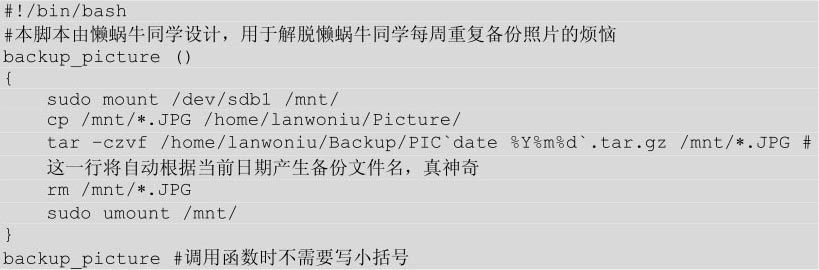 #!/bin/bash
#本脚本由懒蜗牛同学设计，用于解脱懒蜗牛同学每周重复备份照片的烦恼
backup_picture ()
{
sudo mount /dev/sdb1 /mnt/
cp /mnt/*.JPG /home/lanwoniu/Picture/
tar -czvf /home/lanwoniu/Backup/PIC`date %Y%m%d`.tar.gz /mnt/*.JPG #
这一行将自动根据当前日期产生备份文件名，真神奇
rm /mnt/*.JPG
sudo umount /mnt/
}
backup_picture #调用函数时不需要写小括号